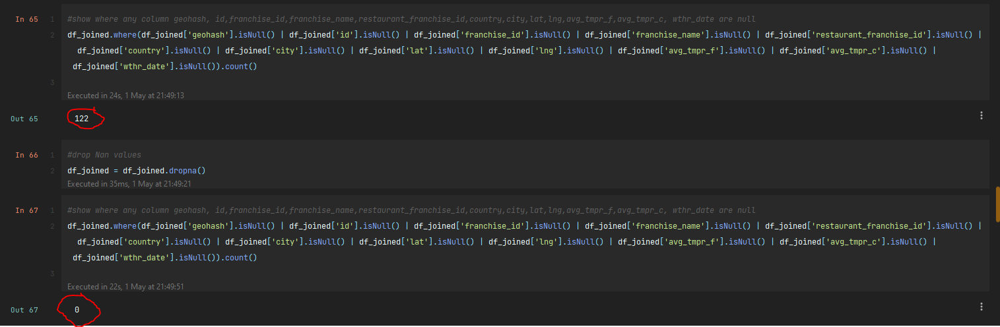 In 65 1 #show where any column geohash, id,franchise_id,franchise_name,restaurant_franchise_id,country,city,lat,lng,avg_tmpr_f,avg_tmpr_c, wthr_date are null
2 df_joined.where(df_joined['geohash'].isNull() | df_joined['id'].isNull() | df_joined['franchise_id'].isNull() | df_joined['franchise_name'].isNull() | df_joined['restaurant_franchise_id'].isNull() |
df_joined['country'].isNull() | df_joined['city'].isNull() | df_joined['lat'].isNull() | df_joined['lng'].isNull() | df_joined['avg_tmpr_f'].isNull() | df_joined['avg_tmpr_c'].isNull() |
df_joined['wthr_date'].isNull()).count()
3
Executed in 24s, 1 May at 21:49:13
Out 65 122
In 66 1 #drop Nan values
2 df_joined = df_joined.dropna()
Executed in 35ms, 1 May at 21:49:21
In 67 1 #show where any column geohash, id,franchise_id,franchise_name,restaurant_franchise_id,country,city,lat,lng,avg_tmpr_f,avg_tmpr_c, wthr_date are null
2 df_joined.where(df_joined['geohash'].isNull() | df_joined['id'].isNull() | df_joined['franchise_id'].isNull() | df_joined['franchise_name'].isNull() | df_joined['restaurant_franchise_id'].isNull() |
df_joined['country'].isNull() | df_joined['city'].isNull() | df_joined['lat'].isNull() | df_joined['lng'].isNull() | df_joined['avg_tmpr_f'].isNull() | df_joined['avg_tmpr_c'].isNull() |
df_joined['wthr_date'].isNull()).count()
3
Executed in 22s, 1 May at 21:49:51
Out 67 0